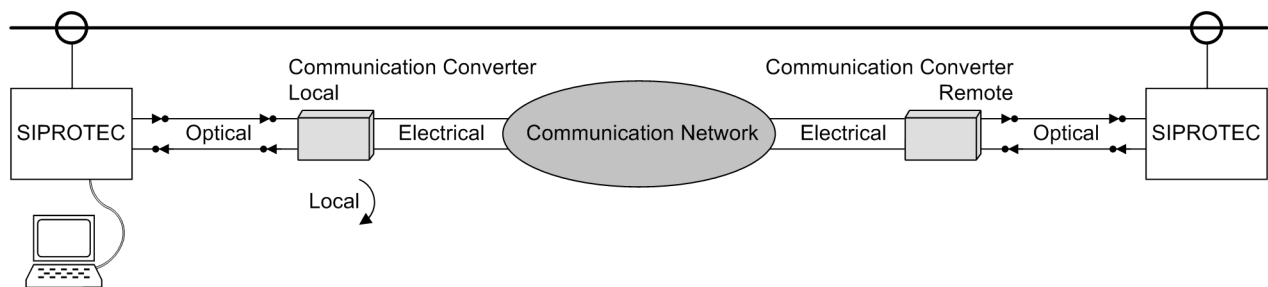 Communication Converter
Local
Communication Converter
Remote
SIPROTEC
Optical
Electrical
Communication Network
Electrical
Optical
SIPROTEC
Local